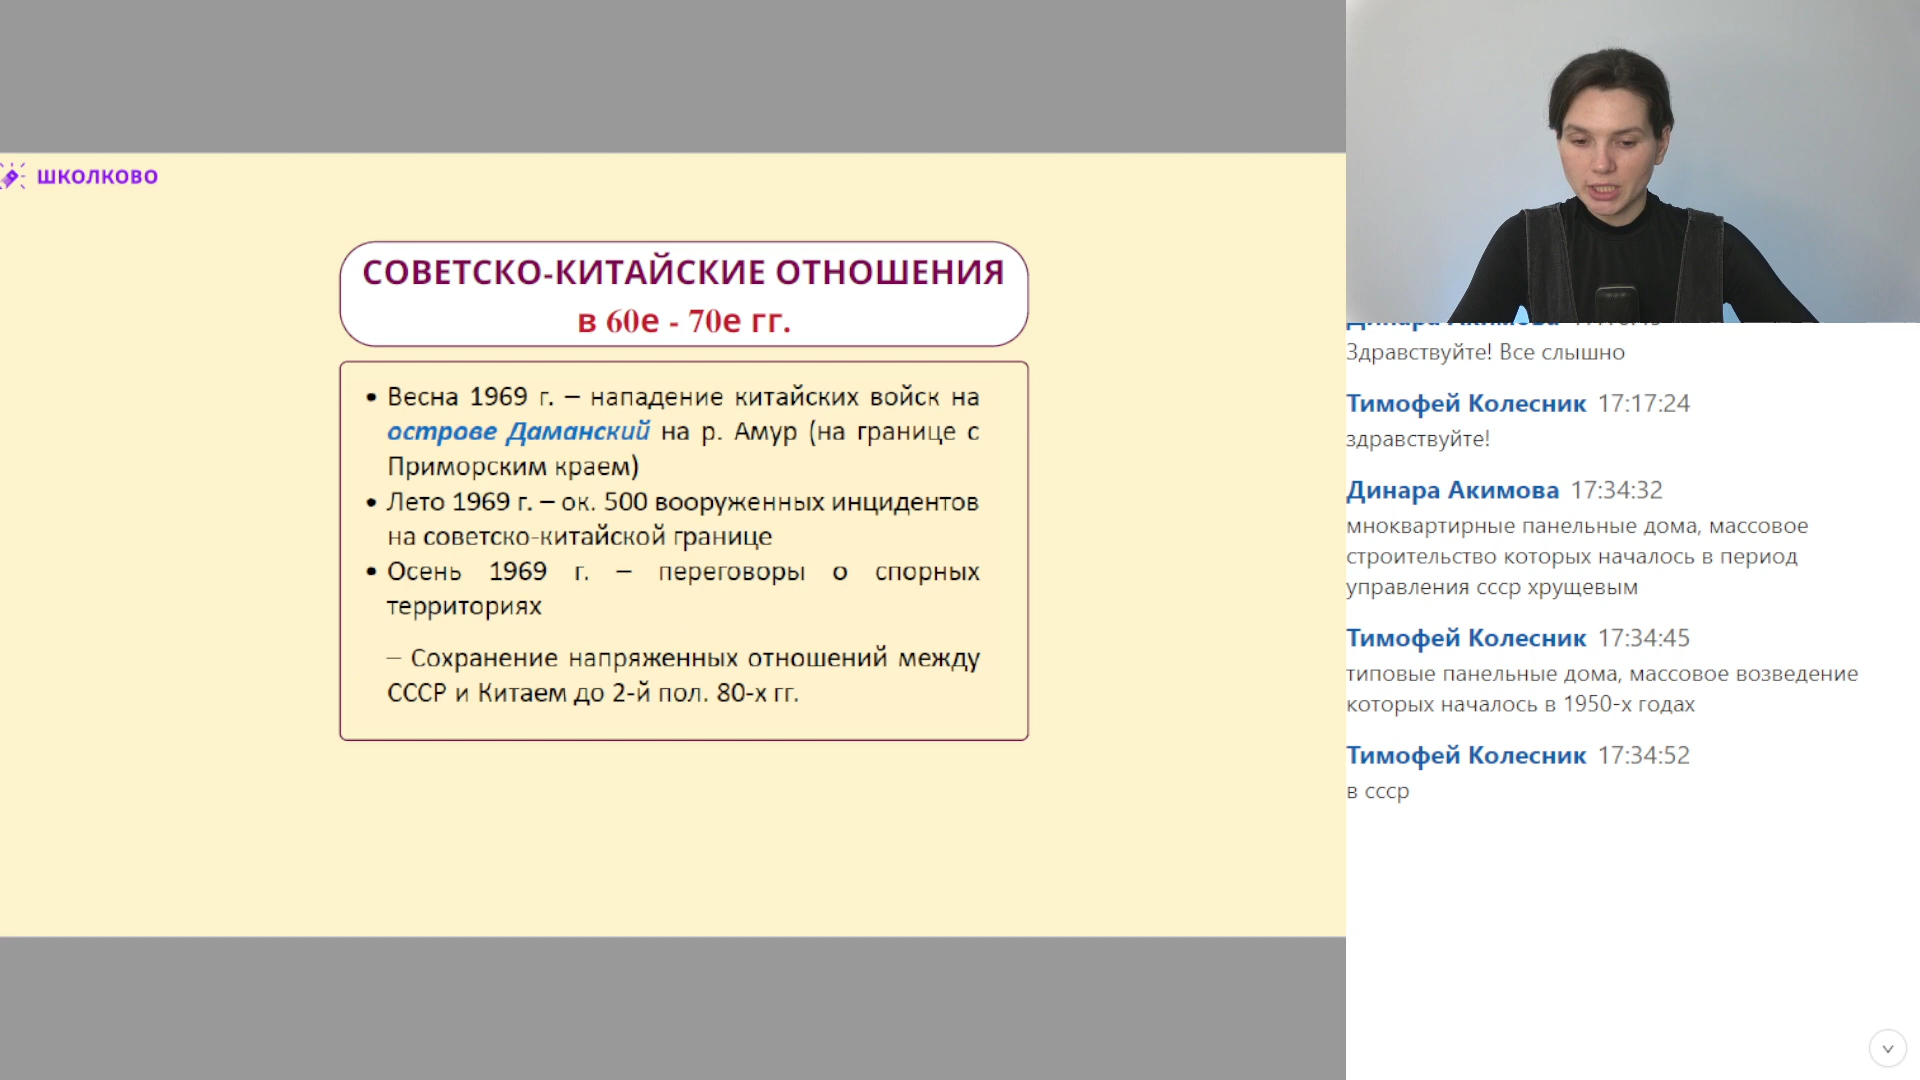 ШКОЛКОВО
СОВЕТСКО-КИТАЙСКИЕ ОТНОШЕНИЯ
в 60е - 70е гг.
• Весна 1969 г. – нападение китайских войск на
острове Даманский на р. Амур (на границе с
Приморским краем)
• Лето 1969 г. – ок. 500 вооруженных инцидентов
на советско-китайской границе
• Осень 1969 г. – переговоры о спорных
территориях
– Сохранение напряженных отношений между
СССР и Китаем до 2-й пол. 80-х гг.
Здравствуйте! Все слышно
Тимофей Колесник 17:17:24
здравствуйте!
Динара Акимова 17:34:32
мноквартирные панельные дома, массовое
строительство которых началось в период
управления ссср хрущевым
Тимофей Колесник 17:34:45
типовые панельные дома, массовое возведение
которых началось в 1950-х годах
Тимофей Колесник 17:34:52
в ссср